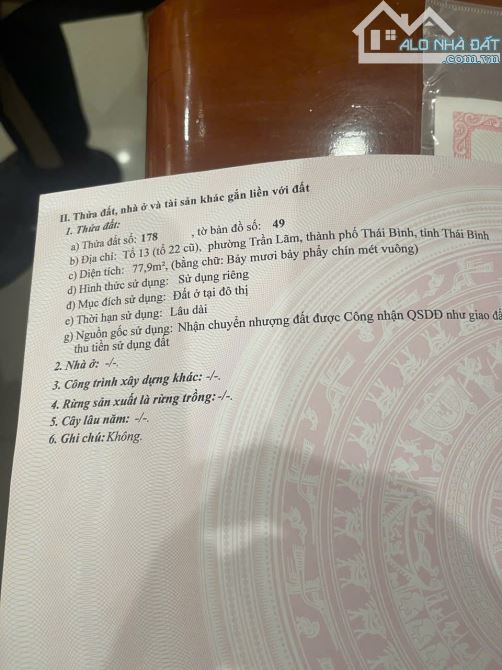 ALO NHÀ ĐẤT
.com.vn
II. Thửa đất, nhà ở và tài sản khác gắn liền với đất
1. Thửa đất:
a) Thửa đất số: 178 , tờ bản đồ số: 49
b) Địa chỉ: Tổ 13 (tổ 22 cũ), phường Trần Lãm, thành phố Thái Bình, tỉnh Thái Bình
c) Diện tích: 77,9m², (bằng chữ: Bảy mươi bảy phẩy chín mét vuông)
d) Hình thức sử dụng: Sử dụng riêng
đ) Mục đích sử dụng: Đất ở tại đô thị
e) Thời hạn sử dụng: Lâu dài
g) Nguồn gốc sử dụng: Nhận chuyển nhượng đất được Công nhận QSDĐ như giao đấ
thu tiền sử dụng đất
2. Nhà ở: -/-.
3. Công trình xây dựng khác: -/-.
4. Rừng sản xuất là rừng trồng: -/-.
5. Cây lâu năm: -/-.
6. Ghi chú: Không.